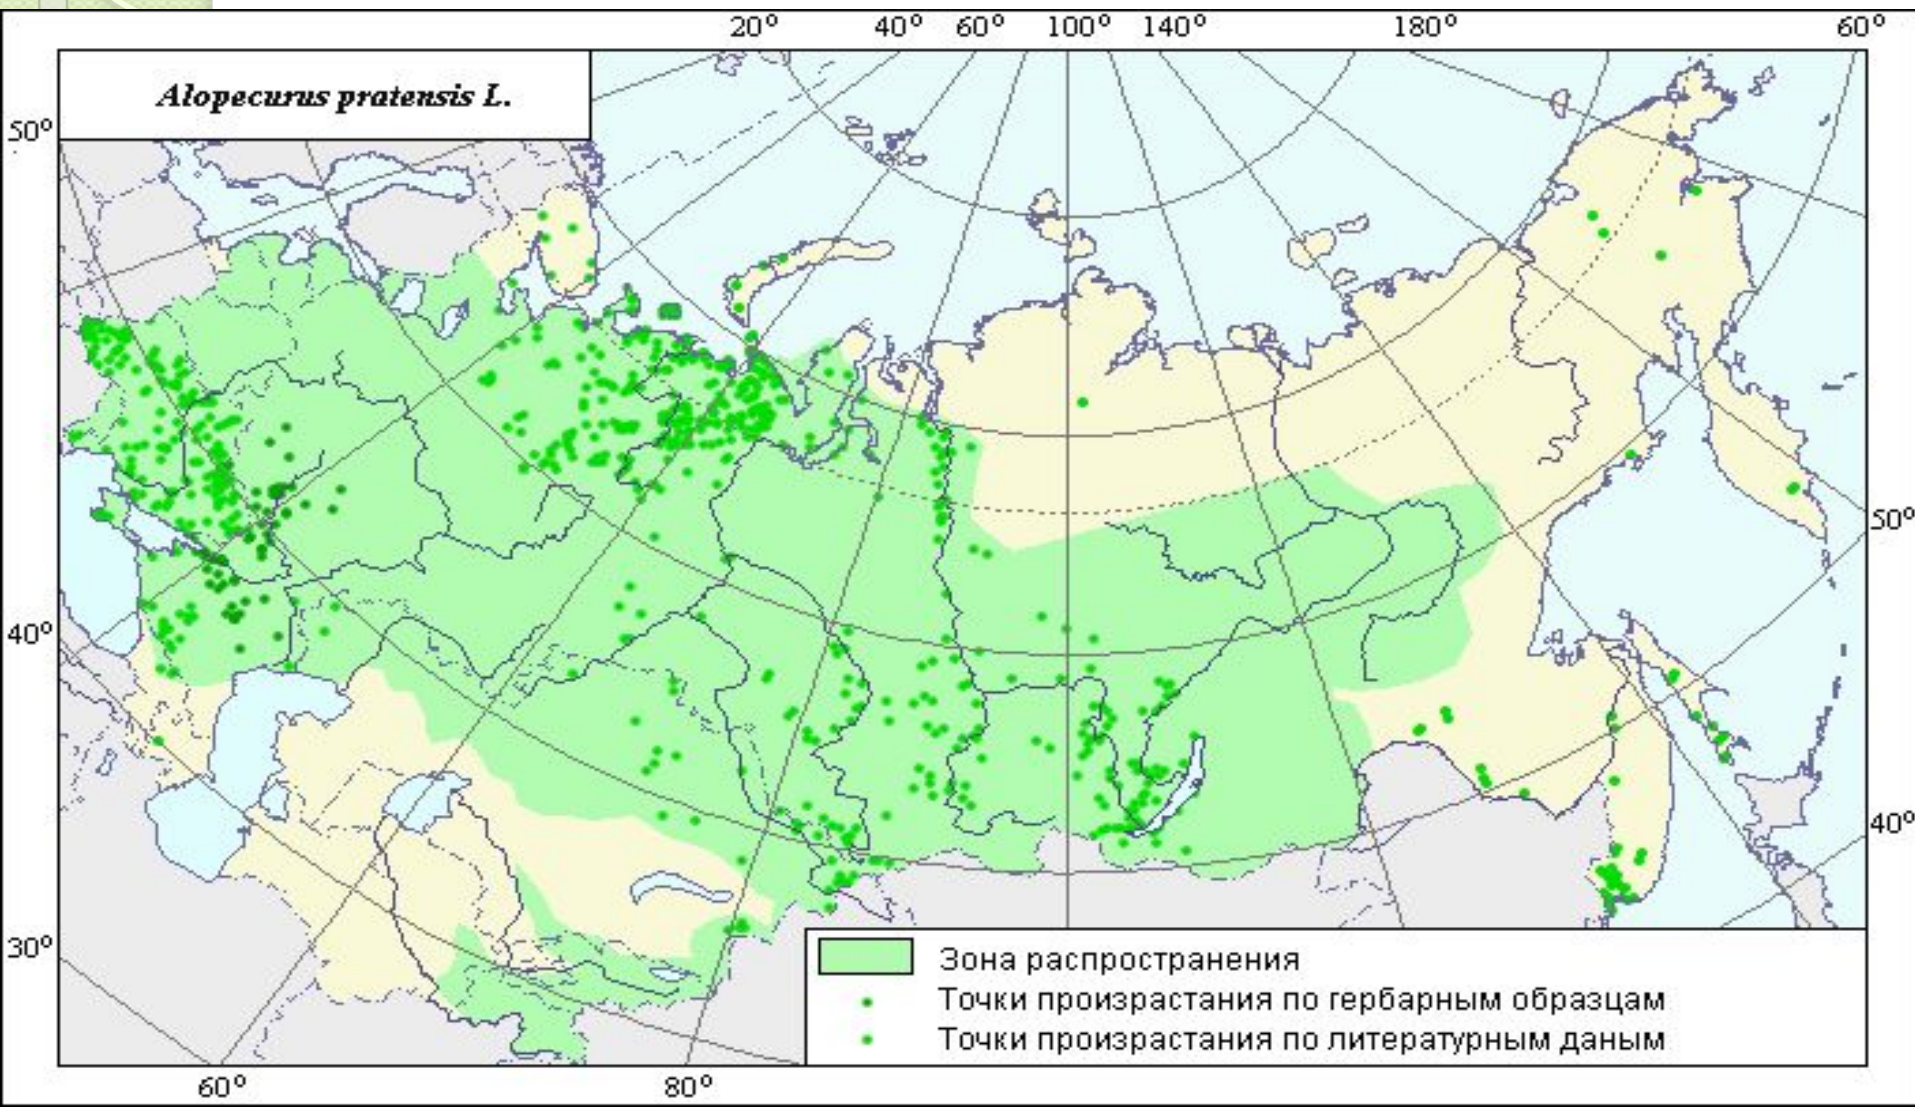 20° 40° 60° 100° 140° 180° 60°
Alopecurus pratensis L.
50°
50°
40°
40°
30°
Зона распространения
Точки произрастания по гербарным образцам
Точки произрастания по литературным даным
60° 80°